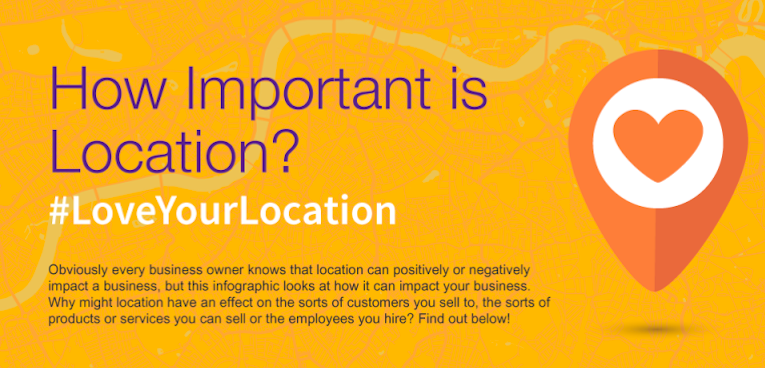 How Important is
Location?
#LoveYourLocation
Obviously every business owner knows that location can positively or negatively
impact a business, but this infographic looks at how it can impact your business.
Why might location have an effect on the sorts of customers you sell to, the sorts of
products or services you can sell or the employees you hire? Find out below!